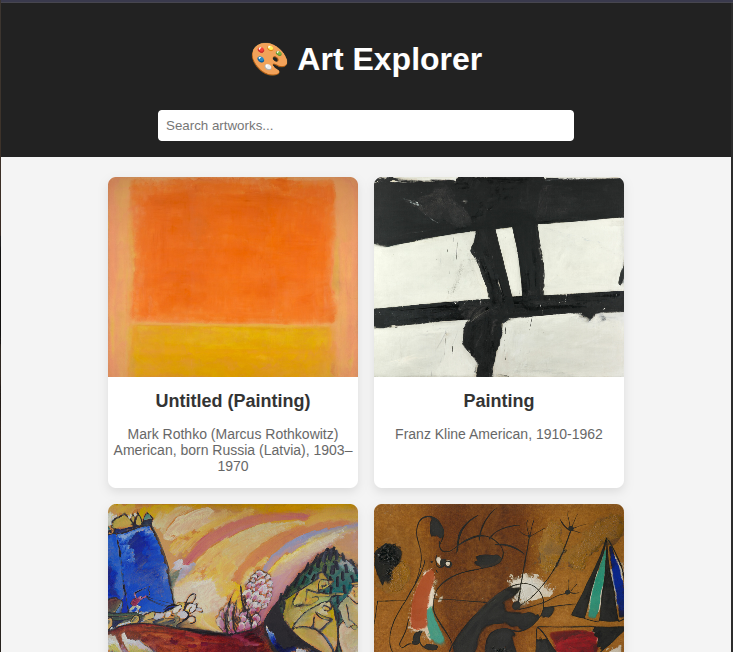 🎨 Art Explorer
Search artworks...
Untitled (Painting)
Mark Rothko (Marcus Rothkowitz)
American, born Russia (Latvia), 1903–
1970
Painting
Franz Kline American, 1910-1962